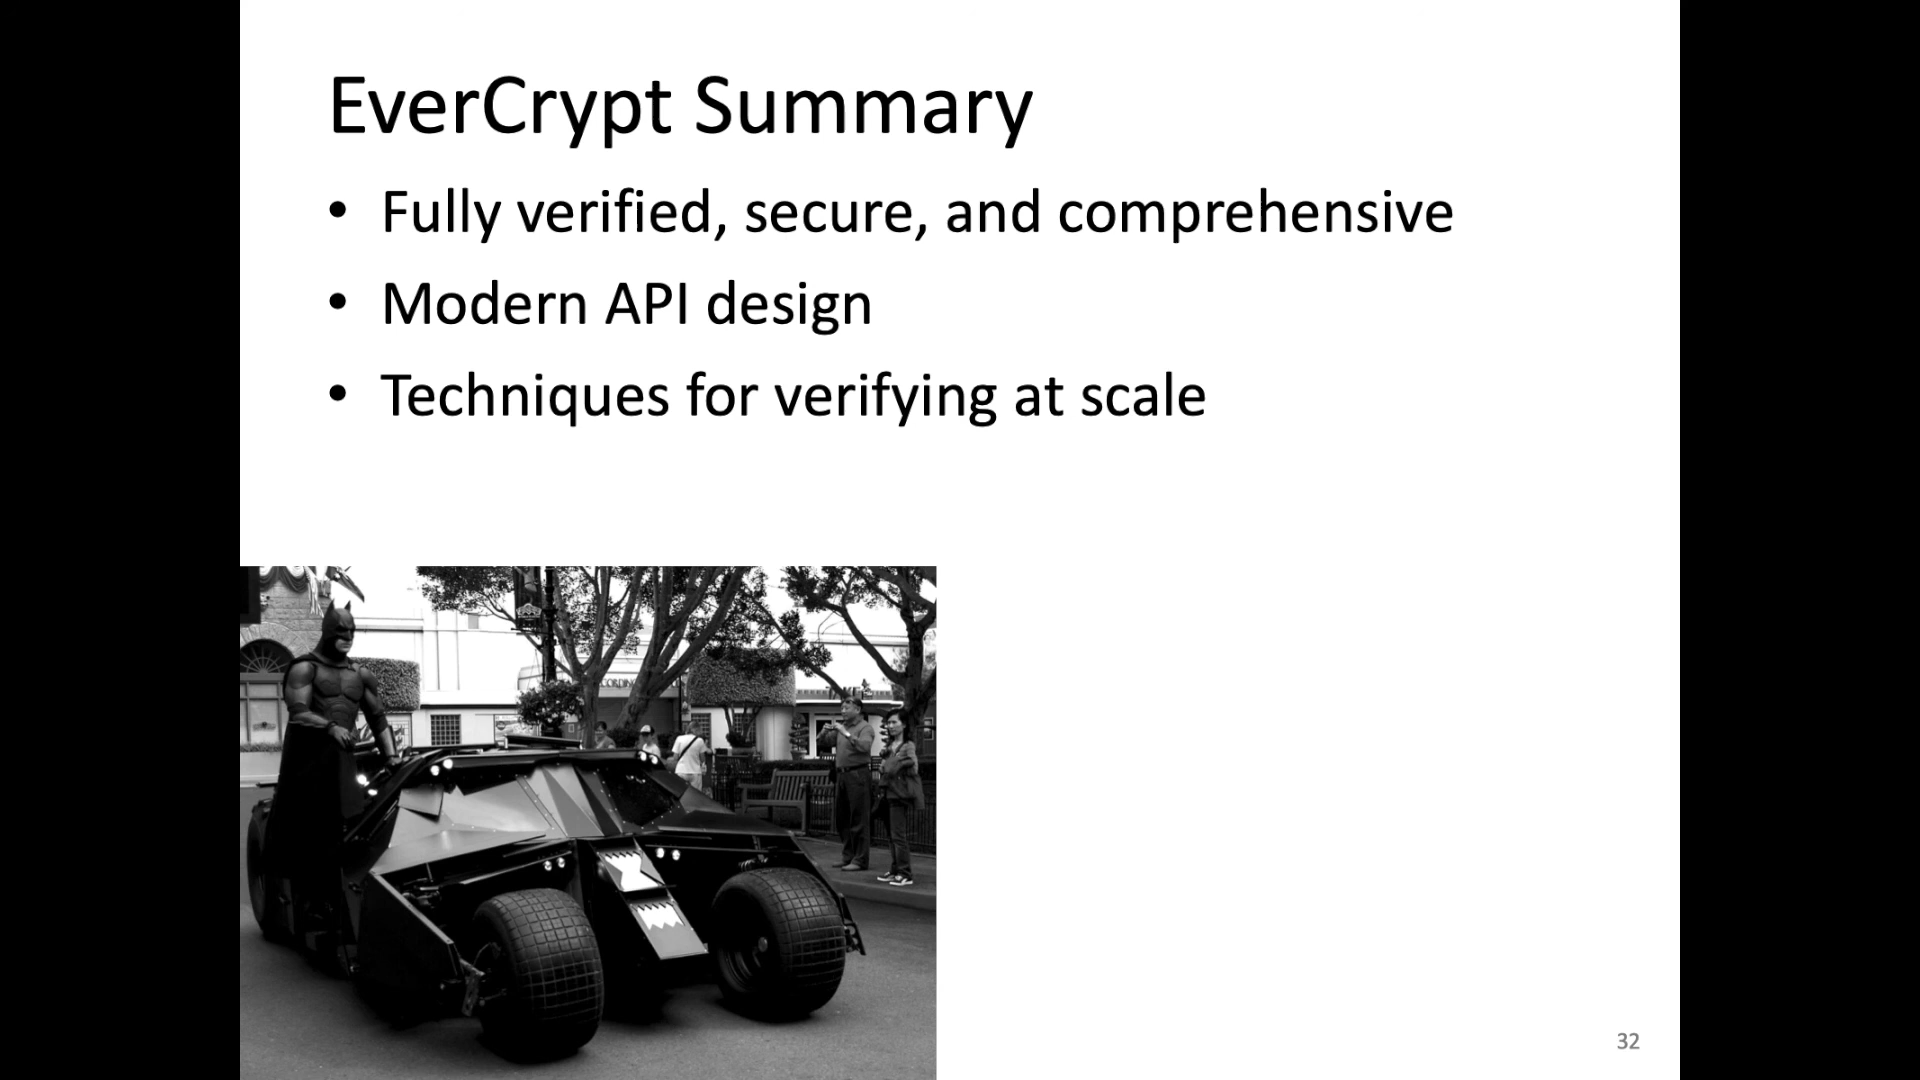 EverCrypt Summary
• Fully verified, secure, and comprehensive
• Modern API design
• Techniques for verifying at scale
32